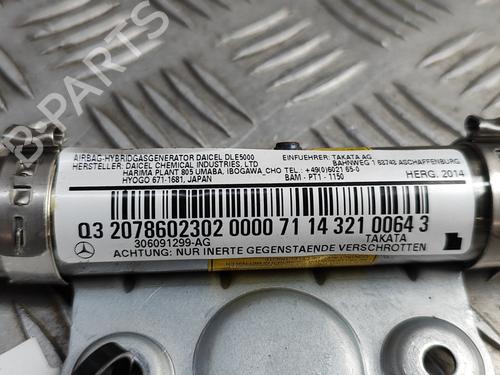 AIRBAG-HYBRIDGASGENERATOR DAICEL DLE5000
HERSTELLER: DAICEL CHEMICAL INDUSTRIES, LTD
HARIMA PLANT 805 UMABA, IBOGAWA_CHO
HYOGO 671-1681, JAPAN
EINFUEHRER: TAKATA AG
BAHNWEG 1 63743 ASCHAFFENBURG
TEL : +49(0)6021 65-0
BAM - PT1 - 1150
HERG. 2014
Q3 2078602302 0000 71 14 321 0064 3
306091299-AG
TAKATA
ACHTUNG: NUR INERTE GEGENSTAENDE VERSCHROTTEN
B-PARTS